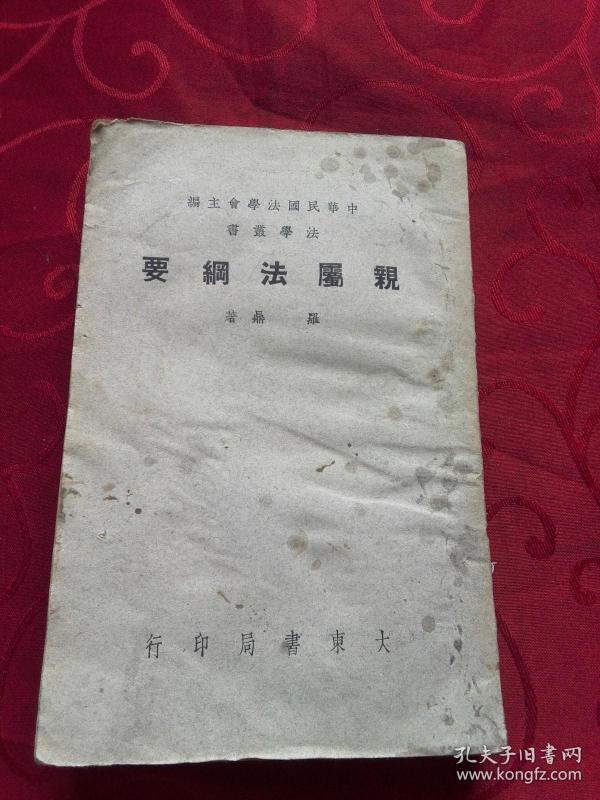 中華民國法學會主編
法學叢書
親屬法綱要
羅鼎著
大東書局印行
孔夫子旧书网
www.kongfz.com